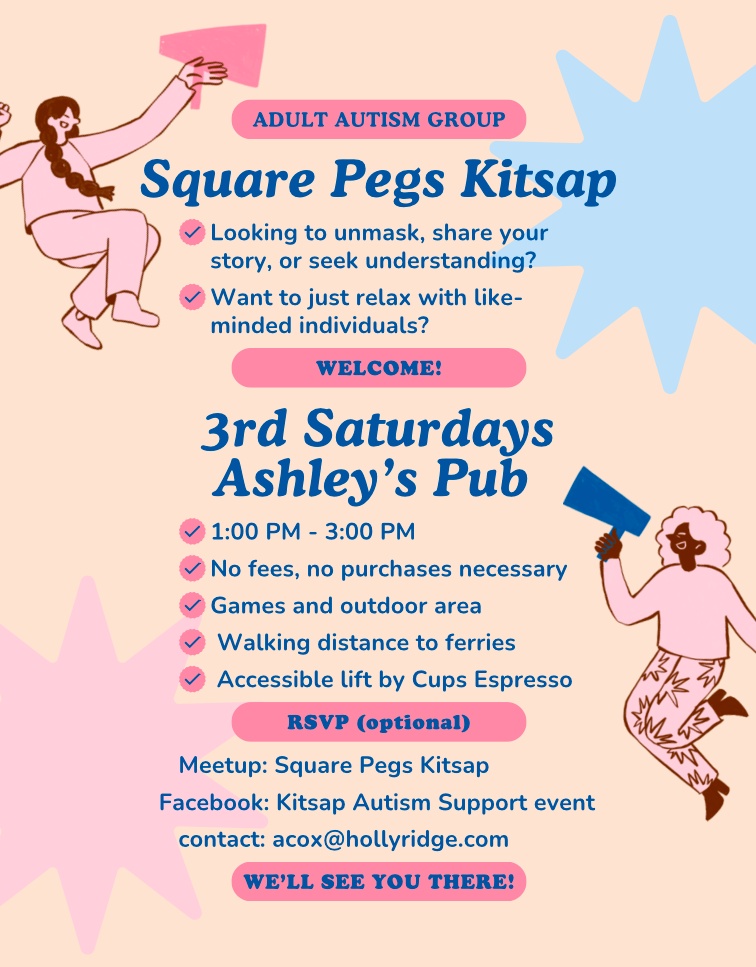 ADULT AUTISM GROUP
Square Pegs Kitsap
Looking to unmask, share your
story, or seek understanding?
Want to just relax with like-
minded individuals?
WELCOME!
3rd Saturdays
Ashley's Pub
1:00 PM - 3:00 PM
No fees, no purchases necessary
Games and outdoor area
Walking distance to ferries
Accessible lift by Cups Espresso
RSVP (optional)
Meetup: Square Pegs Kitsap
Facebook: Kitsap Autism Support event
contact: acox@hollyridge.com
WE'LL SEE YOU THERE!